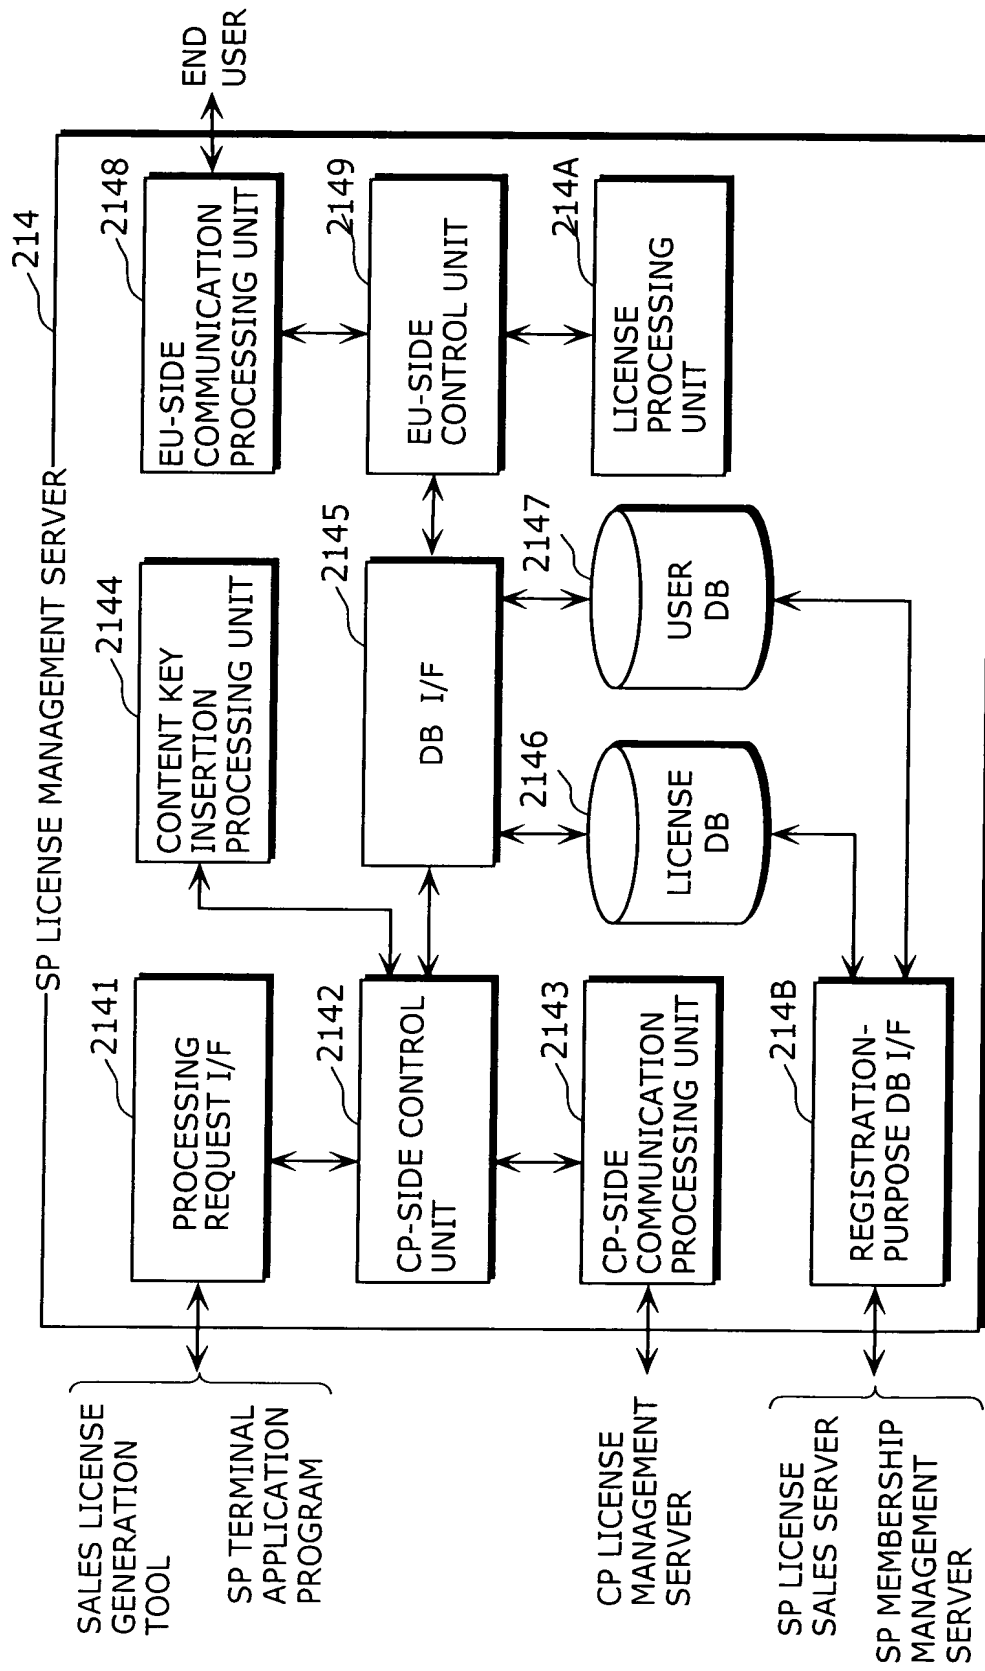 214
SP LICENSE MANAGEMENT SERVER
SALES LICENSE
GENERATION
TOOL
SP TERMINAL
APPLICATION
PROGRAM
2141
PROCESSING
REQUEST I/F
2144
CONTENT KEY
INSERTION
PROCESSING UNIT
2148
EU-SIDE
COMMUNICATION
PROCESSING UNIT
END
USER
2142
CP-SIDE CONTROL
UNIT
2145
DB I/F
2149
EU-SIDE
CONTROL UNIT
CP LICENSE
MANAGEMENT
SERVER
2143
CP-SIDE
COMMUNICATION
PROCESSING UNIT
2146
LICENSE
DB
2147
USER
DB
214A
LICENSE
PROCESSING
UNIT
SP LICENSE
SALES SERVER
SP MEMBERSHIP
MANAGEMENT
SERVER
214B
REGISTRATION-
PURPOSE DB I/F